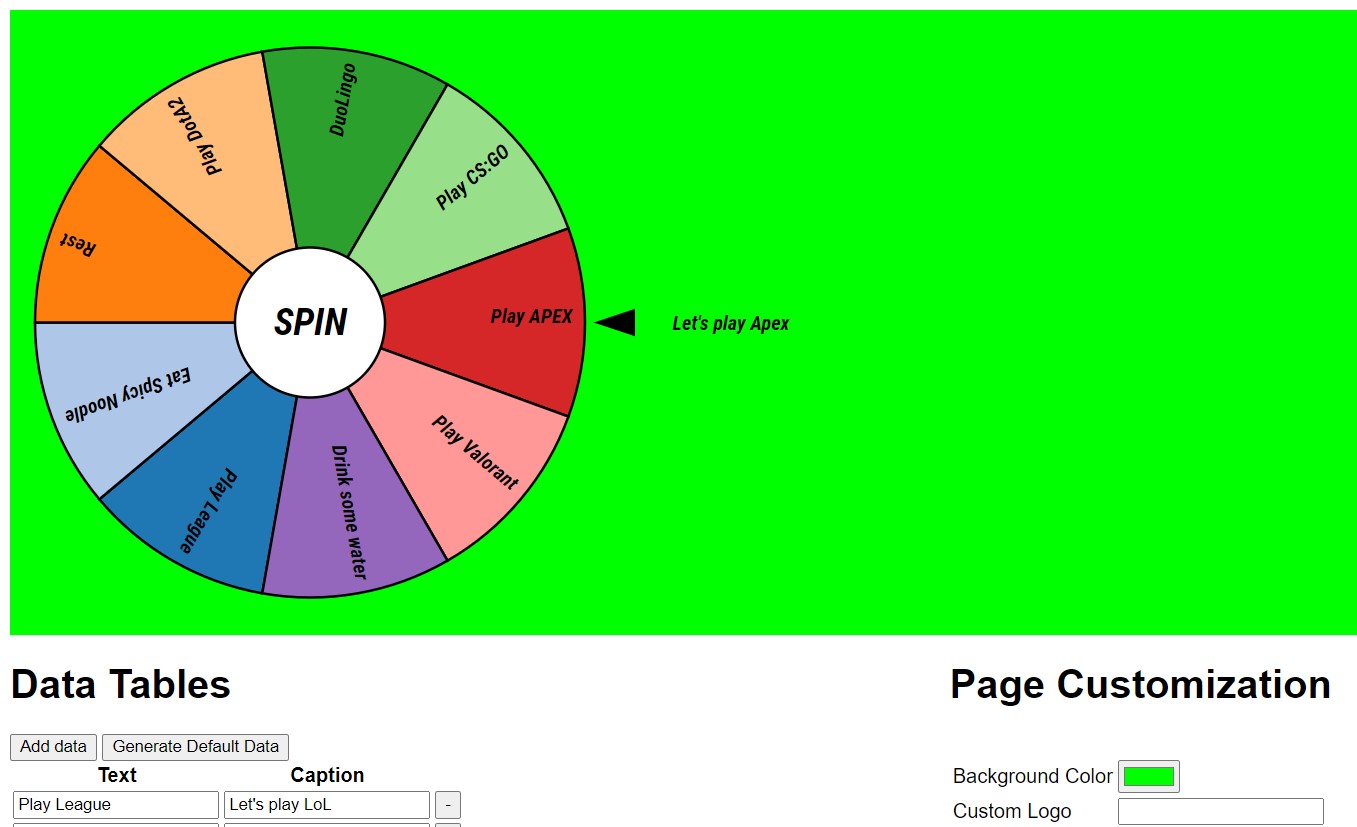 DuoLingo
Play DotA2
Play CS:GO
Rest
Play APEX
SPIN
Let's play Apex
Eat Spicy Noodle
Play Valorant
Play League
Drink some water
Data Tables
Page Customization
Add data
Generate Default Data
Text
Caption
Background Color
Play League
Let's play LoL
-
Custom Logo